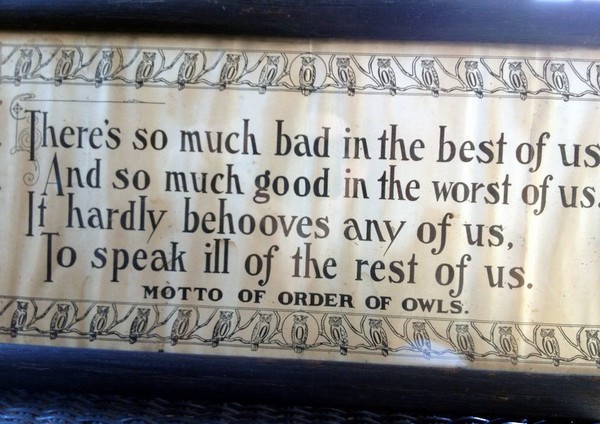 There's so much bad in the best of us
And so much good in the worst of us.
It hardly behooves any of us,
To speak ill of the rest of us.
MOTTO OF ORDER OF OWLS.